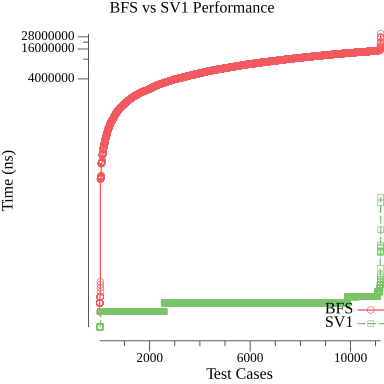 BFS vs SV1 Performance
28000000
16000000
4000000
Time (ns)
BFS
SV1
2000
6000
10000
Test Cases